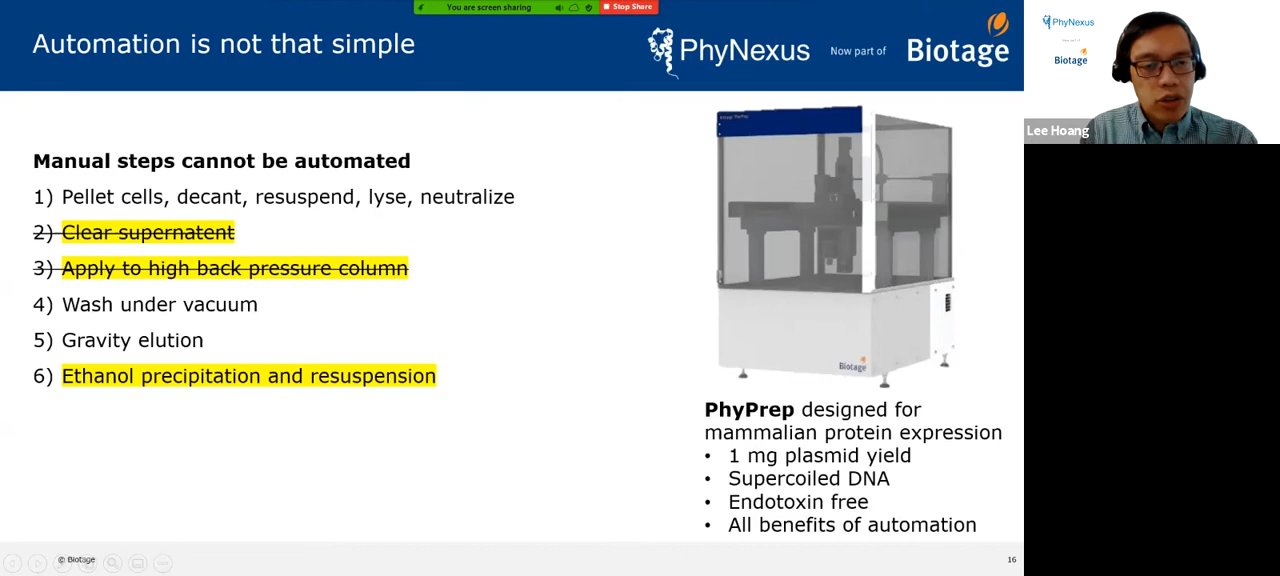 You are screen sharing
Stop Share
Automation is not that simple
PhyNexus
Now part of
Biotage
PhyNexus
Biotage
Lee Hoang
Manual steps cannot be automated
1) Pellet cells, decant, resuspend, lyse, neutralize
2) Clear supernatent
3) Apply to high back pressure column
4) Wash under vacuum
5) Gravity elution
6) Ethanol precipitation and resuspension
Biotage
PhyPrep designed for
mammalian protein expression
• 1 mg plasmid yield
• Supercoiled DNA
• Endotoxin free
• All benefits of automation
© Biotage
16